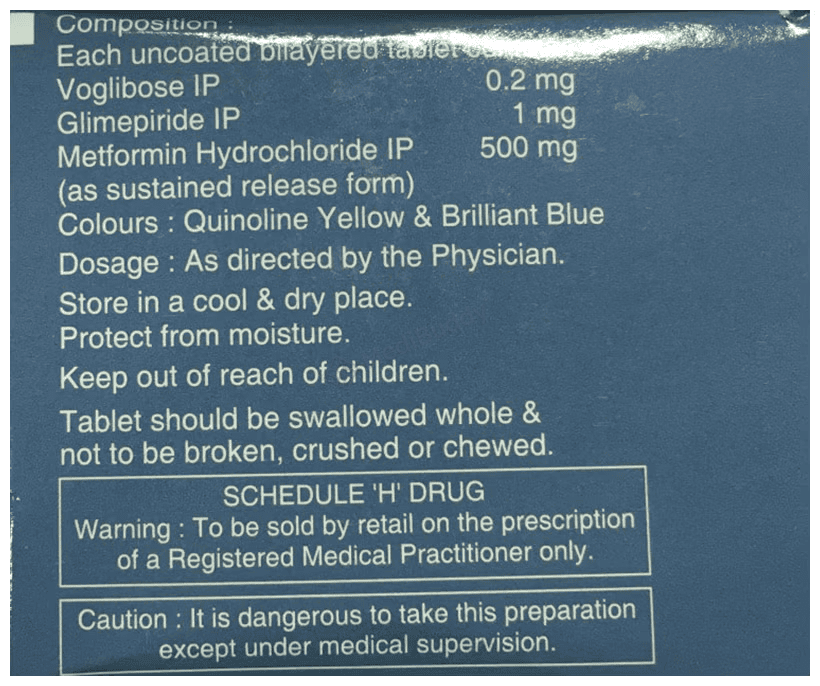 Composition :
Each uncoated bilayered tablet
Voglibose IP 0.2 mg
Glimepiride IP 1 mg
Metformin Hydrochloride IP 500 mg
(as sustained release form)
Colours : Quinoline Yellow & Brilliant Blue
Dosage : As directed by the Physician.
Store in a cool & dry place.
Protect from moisture.
Keep out of reach of children.
Tablet should be swallowed whole &
not to be broken, crushed or chewed.
SCHEDULE 'H' DRUG
Warning : To be sold by retail on the prescription
of a Registered Medical Practitioner only.
Caution : It is dangerous to take this preparation
except under medical supervision.